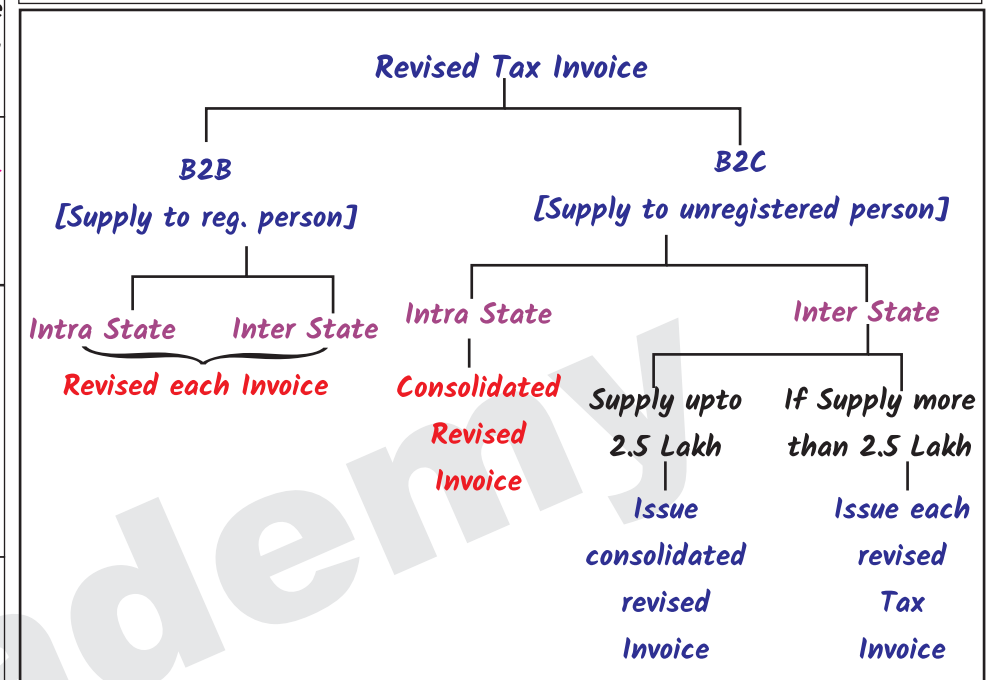 Revised Tax Invoice
B2B
[Supply to reg. person]
Intra State
Inter State
Revised each Invoice
B2C
[Supply to unregistered person]
Intra State
Consolidated
Revised
Invoice
Inter State
Supply upto
2.5 Lakh
Issue
consolidated
revised
Invoice
If Supply more
than 2.5 Lakh
Issue each
revised
Tax
Invoice
ademy